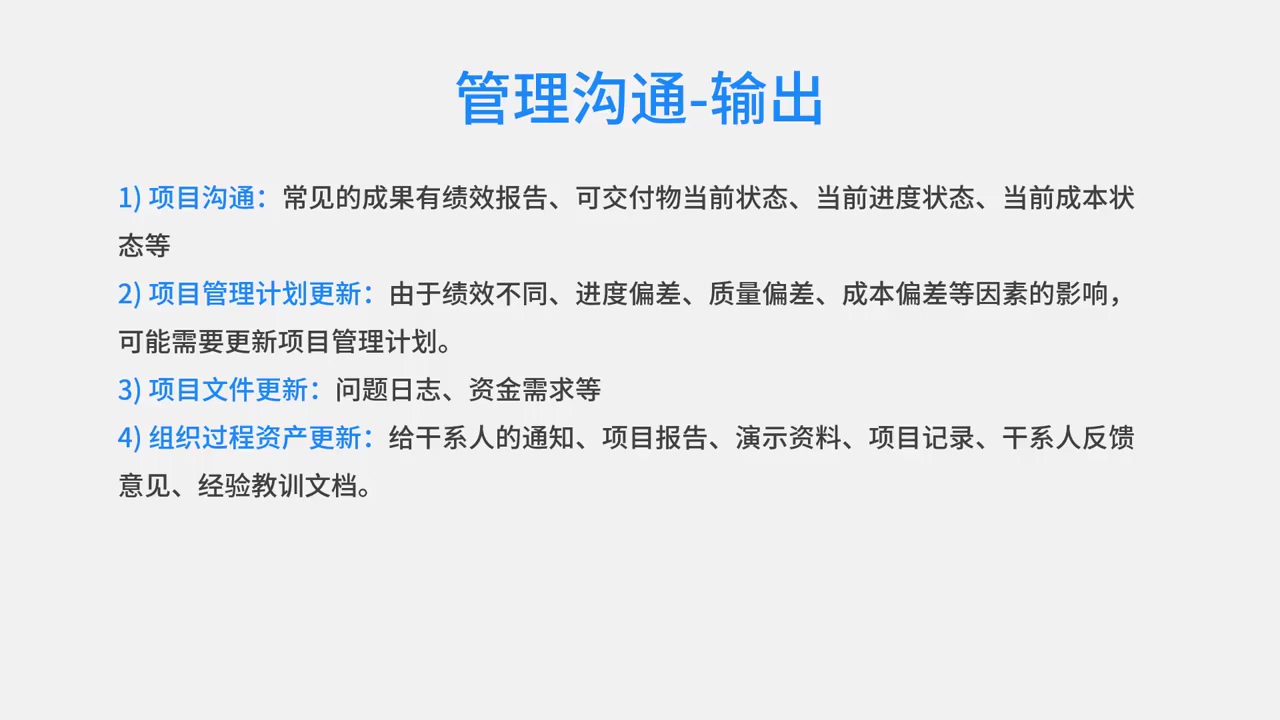 管理沟通-输出
1) 项目沟通：常见的成果有绩效报告、可交付物当前状态、当前进度状态、当前成本状
态等
2) 项目管理计划更新：由于绩效不同、进度偏差、质量偏差、成本偏差等因素的影响，
可能需要更新项目管理计划。
3) 项目文件更新：问题日志、资金需求等
4) 组织过程资产更新：给干系人的通知、项目报告、演示资料、项目记录、干系人反馈
意见、经验教训文档。